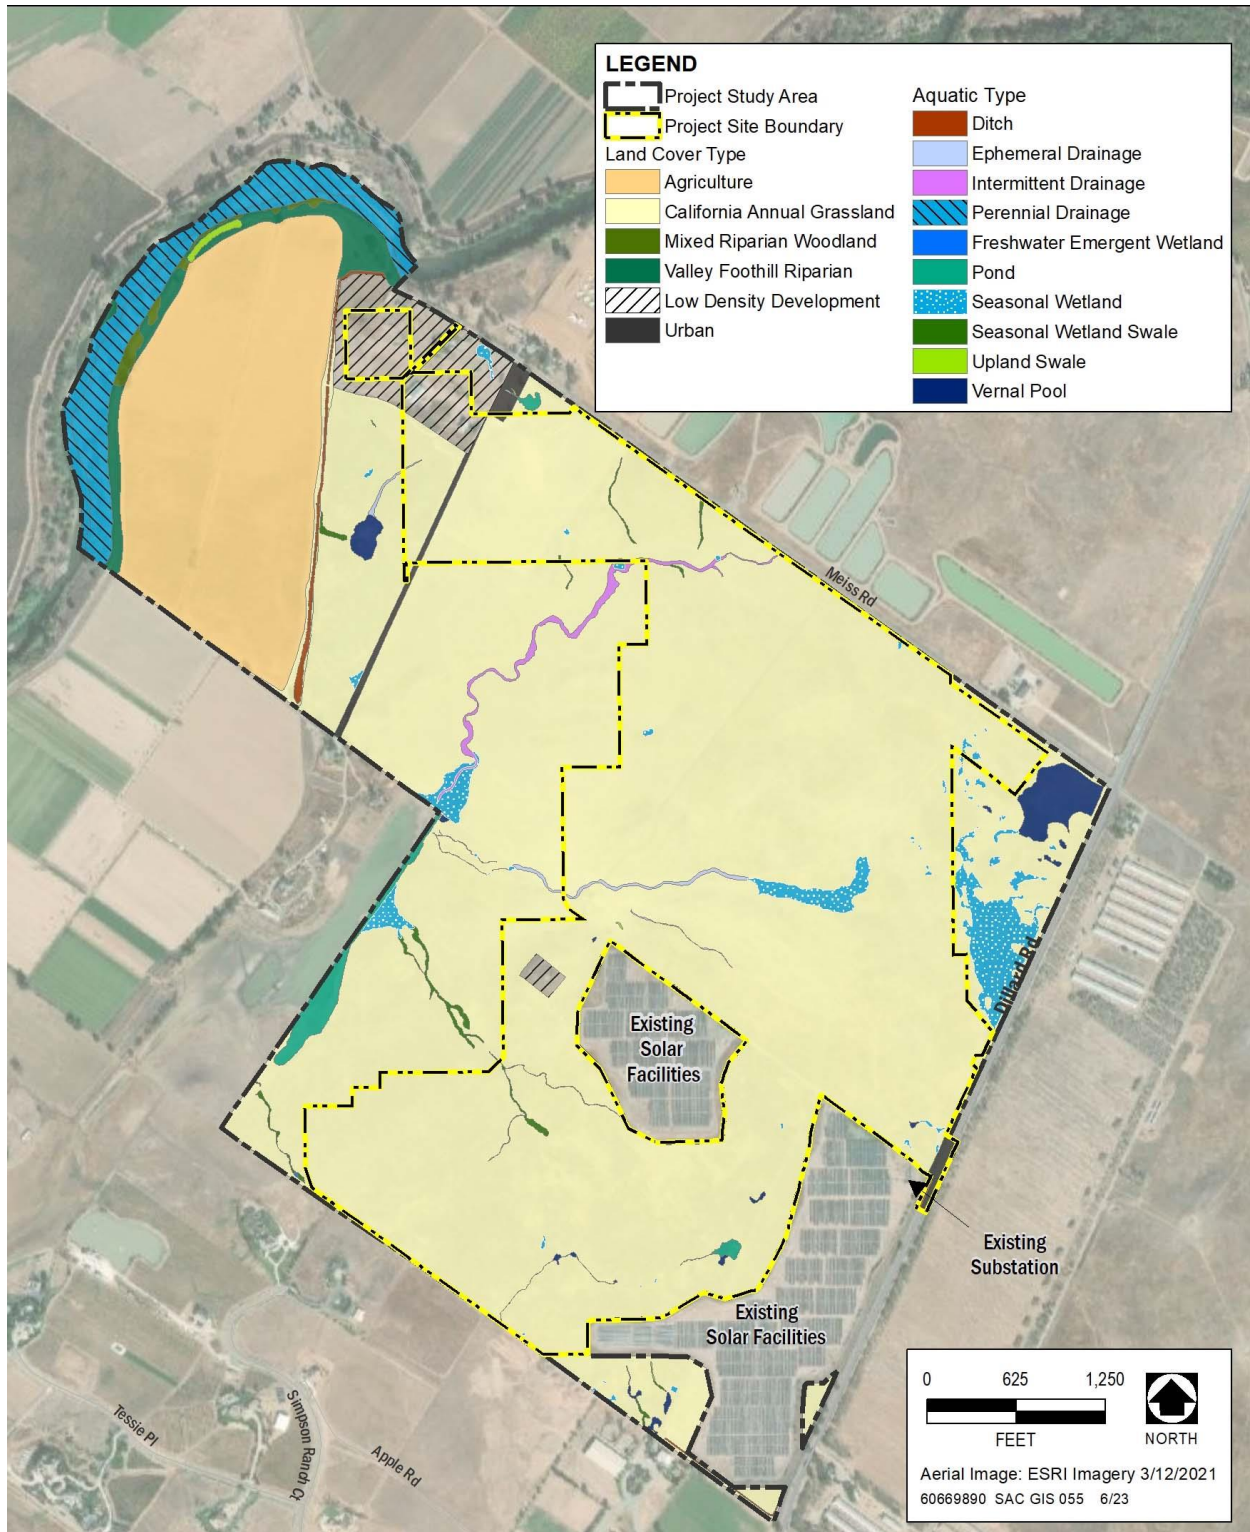 LEGEND
Project Study Area
Project Site Boundary
Land Cover Type
Agriculture
California Annual Grassland
Mixed Riparian Woodland
Valley Foothill Riparian
Low Density Development
Urban
Aquatic Type
Ditch
Ephemeral Drainage
Intermittent Drainage
Perennial Drainage
Freshwater Emergent Wetland
Pond
Seasonal Wetland
Seasonal Wetland Swale
Upland Swale
Vernal Pool
Meiss Rd
Dillard Rd
Existing
Solar
Facilities
Existing
Substation
Existing
Solar Facilities
Simpson Ranch Ct
Tessie Pl
Apple Rd
0 625 1,250
FEET
NORTH
Aerial Image: ESRI Imagery 3/12/2021
60669890 SAC GIS 055 6/23